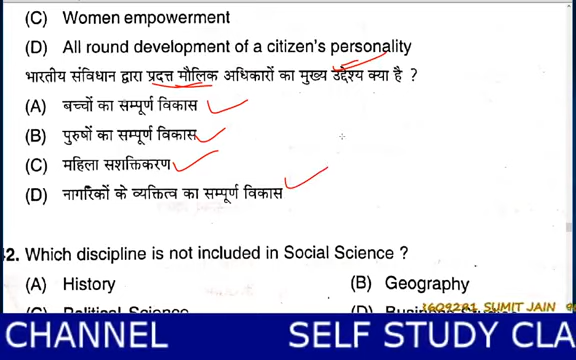 (C) Women empowerment
(D) All round development of a citizen's personality
भारतीय संविधान द्वारा प्रदत्त मौलिक अधिकारों का मुख्य उद्देश्य क्या है ?
(A) बच्चों का सम्पूर्ण विकास
(B) पुरुषों का सम्पूर्ण विकास
(C) महिला सशक्तिकरण
(D) नागरिकों के व्यक्तित्व का सम्पूर्ण विकास
42. Which discipline is not included in Social Science ?
(A) History (B) Geography
(C) Political Science (D)
3609281 SUMIT JAIN
CHANNEL SELF STUDY CLA